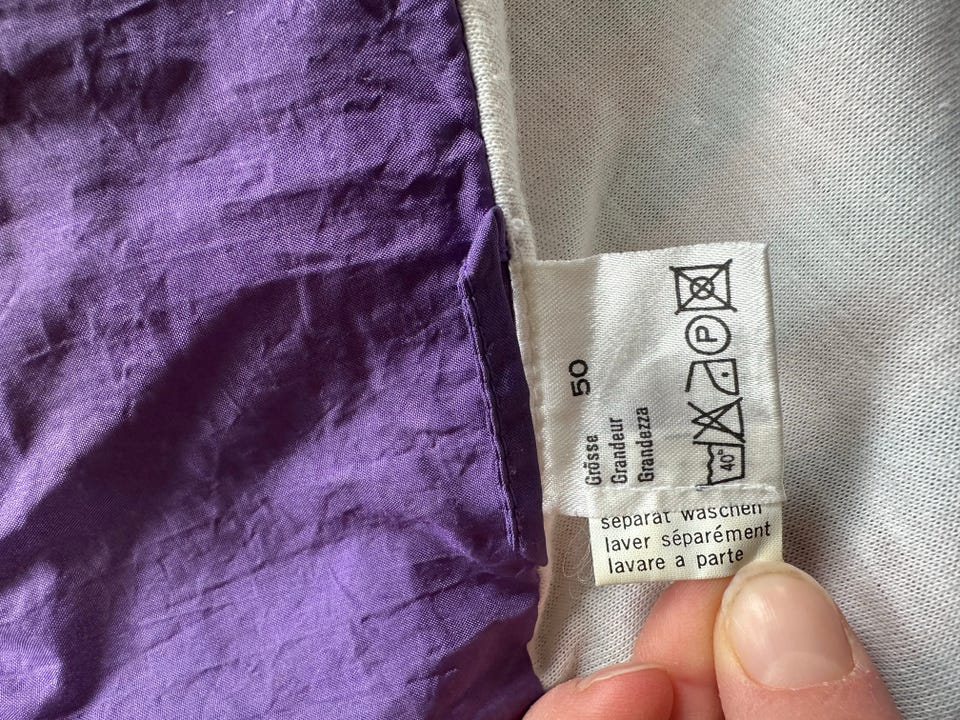 Grösse 50
Grandeur
Grandezza
40°
P
separat waschen
laver séparément
lavare a parte